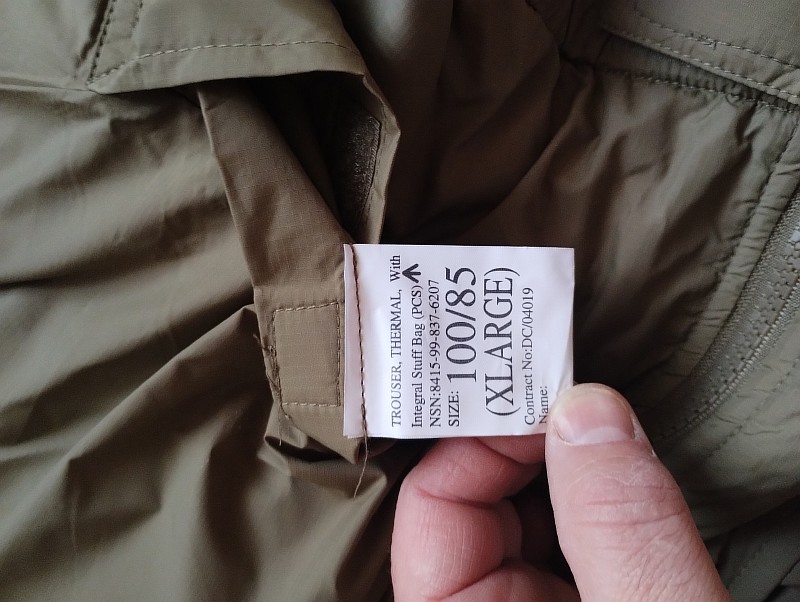 TROUSER, THERMAL, With
Integral Stuff Bag (PCS)
NSN:8415-99-837-6207
SIZE: 100/85
(XLARGE)
Contract No:DC/04019
Name: